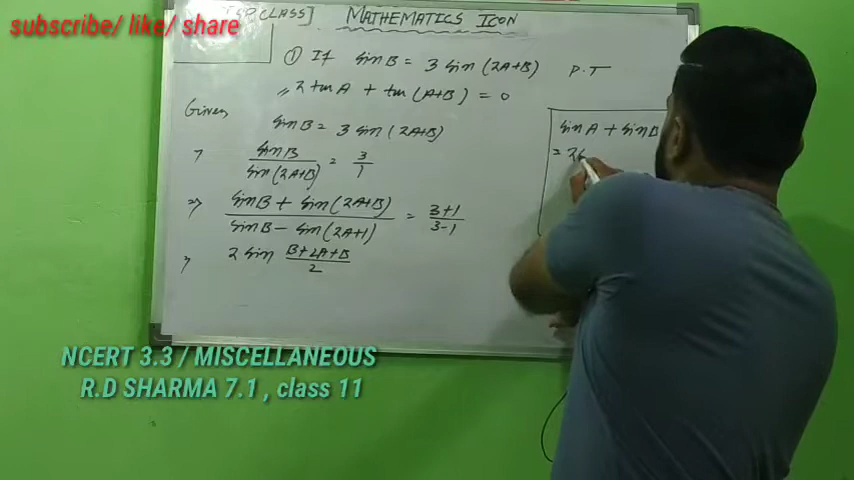 subscribe/ like/ share
CLASS] MATHEMATICS ICON
① If sin B = 3 sin (2A+B) P.T
2 tan A + tan (A+B) = 0
Given
sin B = 3 sin (2A+B)
⇒ sin B / sin (2A+B) = 3/1
⇒ sin B + sin (2A+B) / sin B - sin (2A+1) = 3+1 / 3-1
⇒ 2 sin B+2A+B / 2
sin A + sin B
= 2
NCERT 3.3 / MISCELLANEOUS
R.D SHARMA 7.1 , class 11